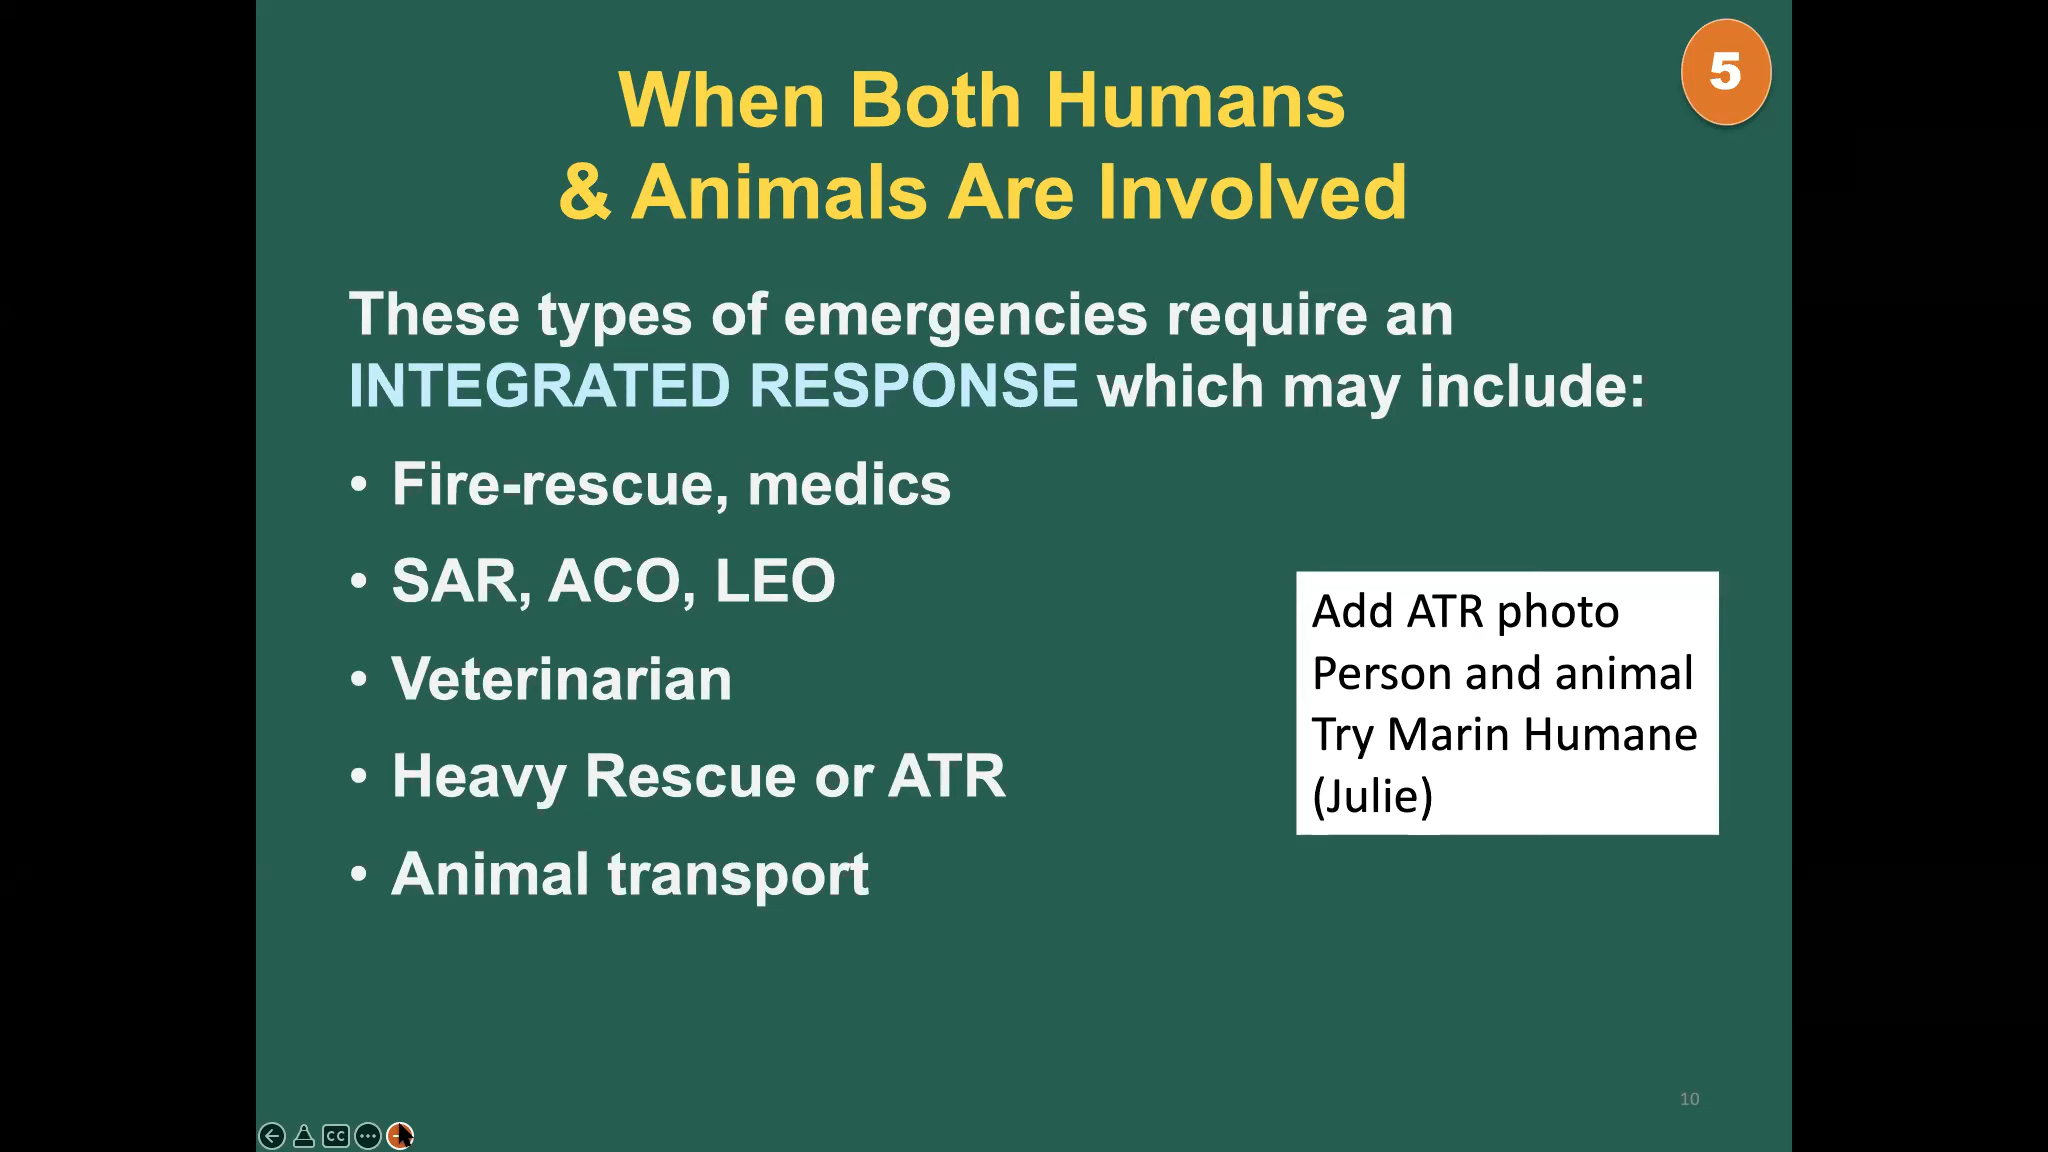 5
When Both Humans
& Animals Are Involved
These types of emergencies require an
INTEGRATED RESPONSE which may include:
• Fire-rescue, medics
• SAR, ACO, LEO
• Veterinarian
• Heavy Rescue or ATR
• Animal transport
Add ATR photo
Person and animal
Try Marin Humane
(Julie)
10
CC